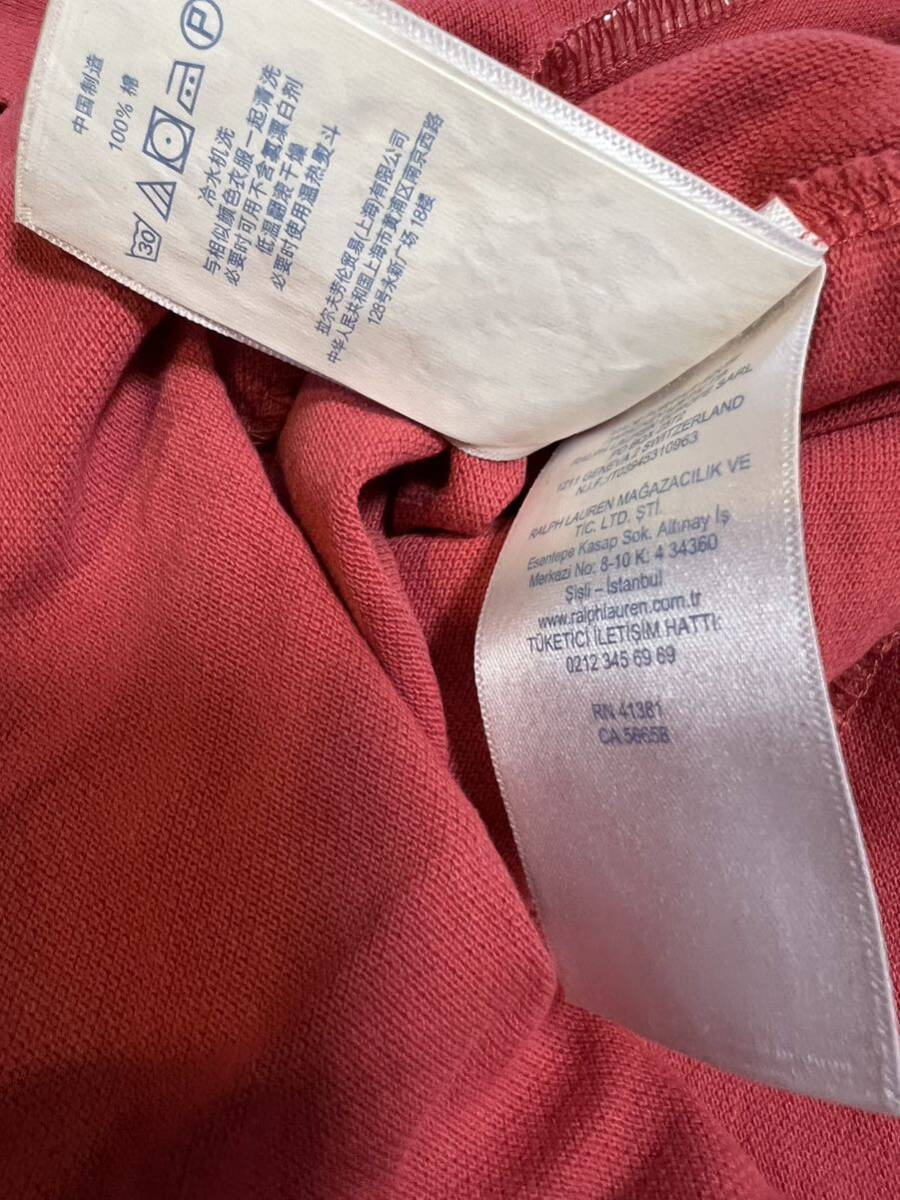 中国制造
100% 棉
30
P
冷水机洗
与相似颜色衣服一起清洗
必要时可用不含氯漂白剂
低温翻滚干燥
必要时使用温热熨斗
拉尔夫劳伦贸易(上海)有限公司
中华人民共和国上海市黄浦区南京西路
128号永新广场 18楼
SARL
1211 GENEVA 2 SWITZERLAND
N.I.F.:IT03945310963
RALPH LAUREN MAĞAZACILIK VE
TİC. LTD. ŞTİ.
Esentepe Kasap Sok. Altınay İş
Merkezi No: 8-10 K: 4 34360
Şişli – İstanbul
www.ralphlauren.com.tr
TÜKETİCİ İLETİŞİM HATTI:
0212 345 69 69
RN 41381
CA 56658